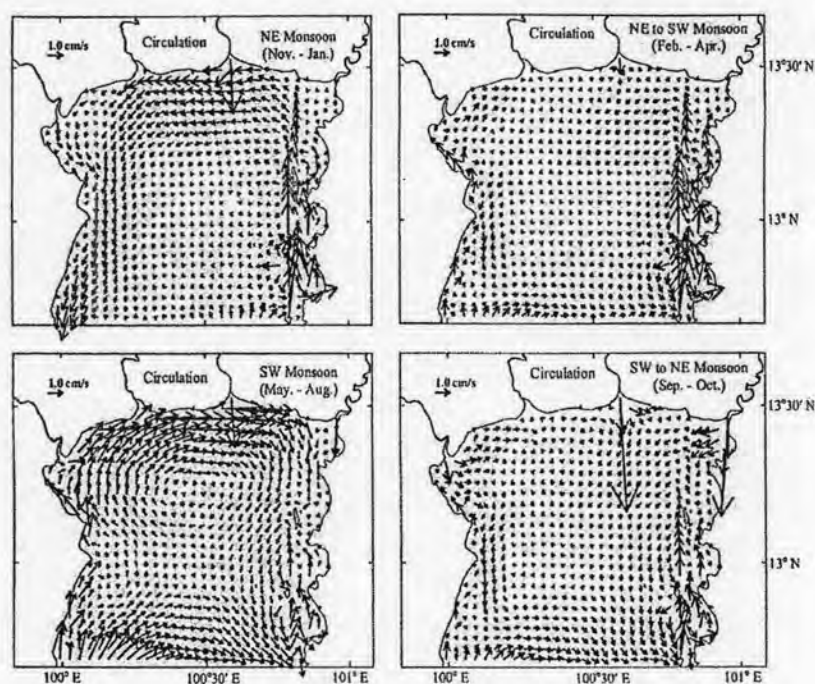 1.0 cm/s
Circulation
NE Monsoon
(Nov. - Jan.)
1.0 cm/s
Circulation
NE to SW Monsoon
(Feb. - Apr.)
13°30' N
13° N
1.0 cm/s
Circulation
SW Monsoon
(May. - Aug.)
1.0 cm/s
Circulation
SW to NE Monsoon
(Sep. - Oct.)
13°30' N
13° N
100° E
100°30' E
101° E
100° E
100°30' E
101° E